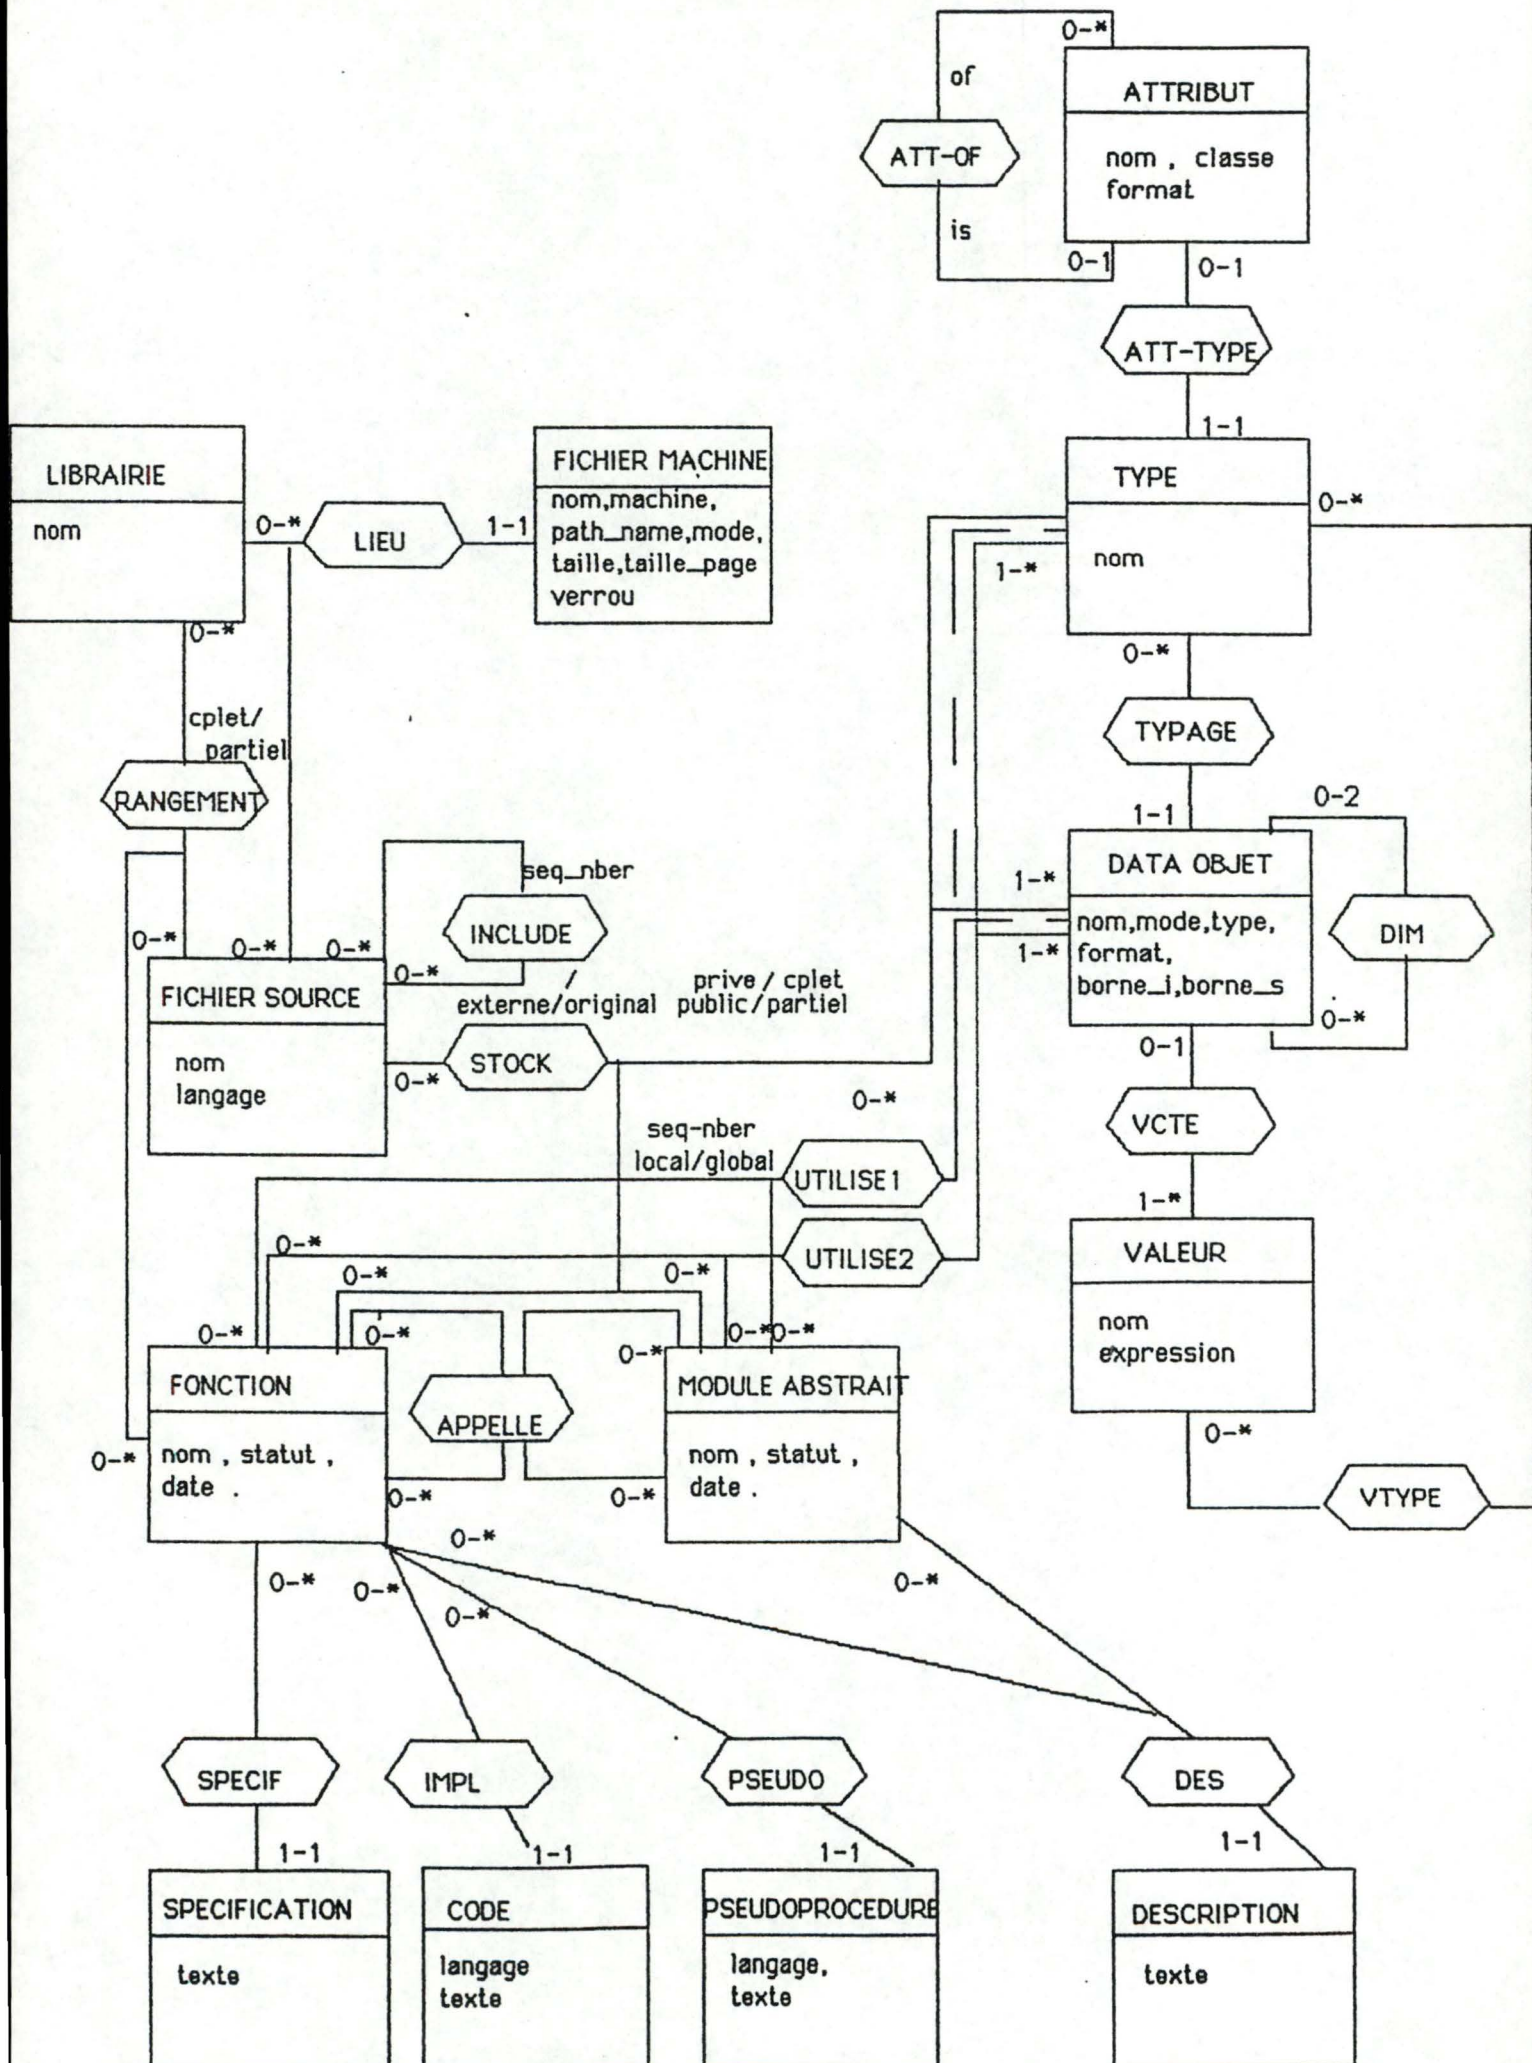 0-*
of
ATTRIBUT
ATT-OF
nom , classe
format
is
0-1
0-1
ATT-TYPE
1-1
LIBRAIRIE
nom
0-*
LIEU
1-1
FICHIER MACHINE
nom,machine,
path_name,mode,
taille,taille_page
verrou
TYPE
0-*
nom
1-*
0-*
0-*
cplet/
partiel
RANGEMENT
TYPAGE
1-1
0-2
DATA OBJET
1-*
nom,mode,type,
format,
borne_i,borne_s
1-*
DIM
0-*
seq_nber
INCLUDE
0-*
0-*
0-*
0-*
FICHIER SOURCE
nom
langage
/
externe/original
prive / cplet
public/partiel
STOCK
0-*
0-1
VCTE
1-*
0-*
seq-nber
local/global
UTILISE1
UTILISE2
0-*
0-*
0-*
VALEUR
nom
expression
0-*
0-*
0-*
0-*
0-*
FONCTION
nom , statut ,
date .
APPELLE
MODULE ABSTRAIT
nom , statut ,
date .
0-*
0-*
0-*
0-*
VTYPE
0-*
0-*
0-*
0-*
0-*
SPECIF
IMPL
PSEUDO
DES
1-1
1-1
1-1
1-1
SPECIFICATION
texte
CODE
langage
texte
PSEUDOPROCEDURE
langage,
texte
DESCRIPTION
texte